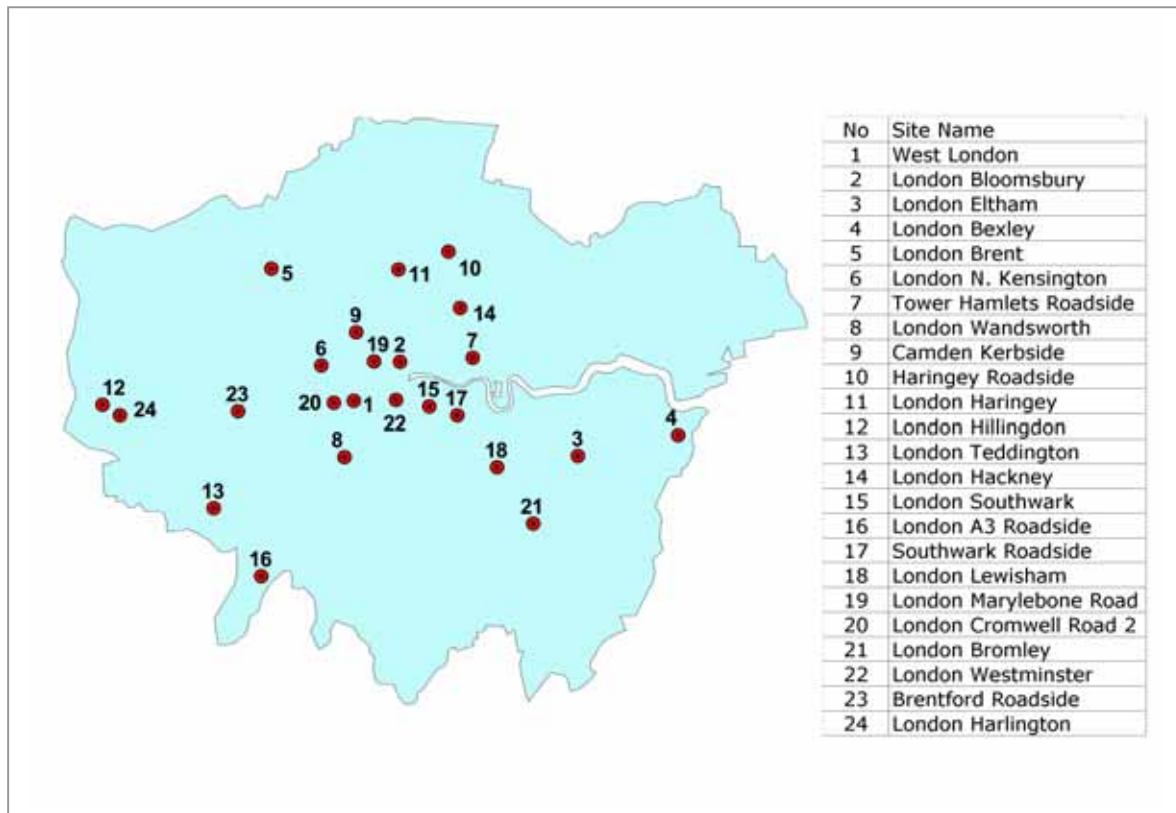 10
11
5
14
9
19
2
7
6
12
24
23
20
1
22
15
17
4
8
3
18
13
21
16
No Site Name
1 West London
2 London Bloomsbury
3 London Eltham
4 London Bexley
5 London Brent
6 London N. Kensington
7 Tower Hamlets Roadside
8 London Wandsworth
9 Camden Kerbside
10 Haringey Roadside
11 London Haringey
12 London Hillingdon
13 London Teddington
14 London Hackney
15 London Southwark
16 London A3 Roadside
17 Southwark Roadside
18 London Lewisham
19 London Marylebone Road
20 London Cromwell Road 2
21 London Bromley
22 London Westminster
23 Brentford Roadside
24 London Harlington